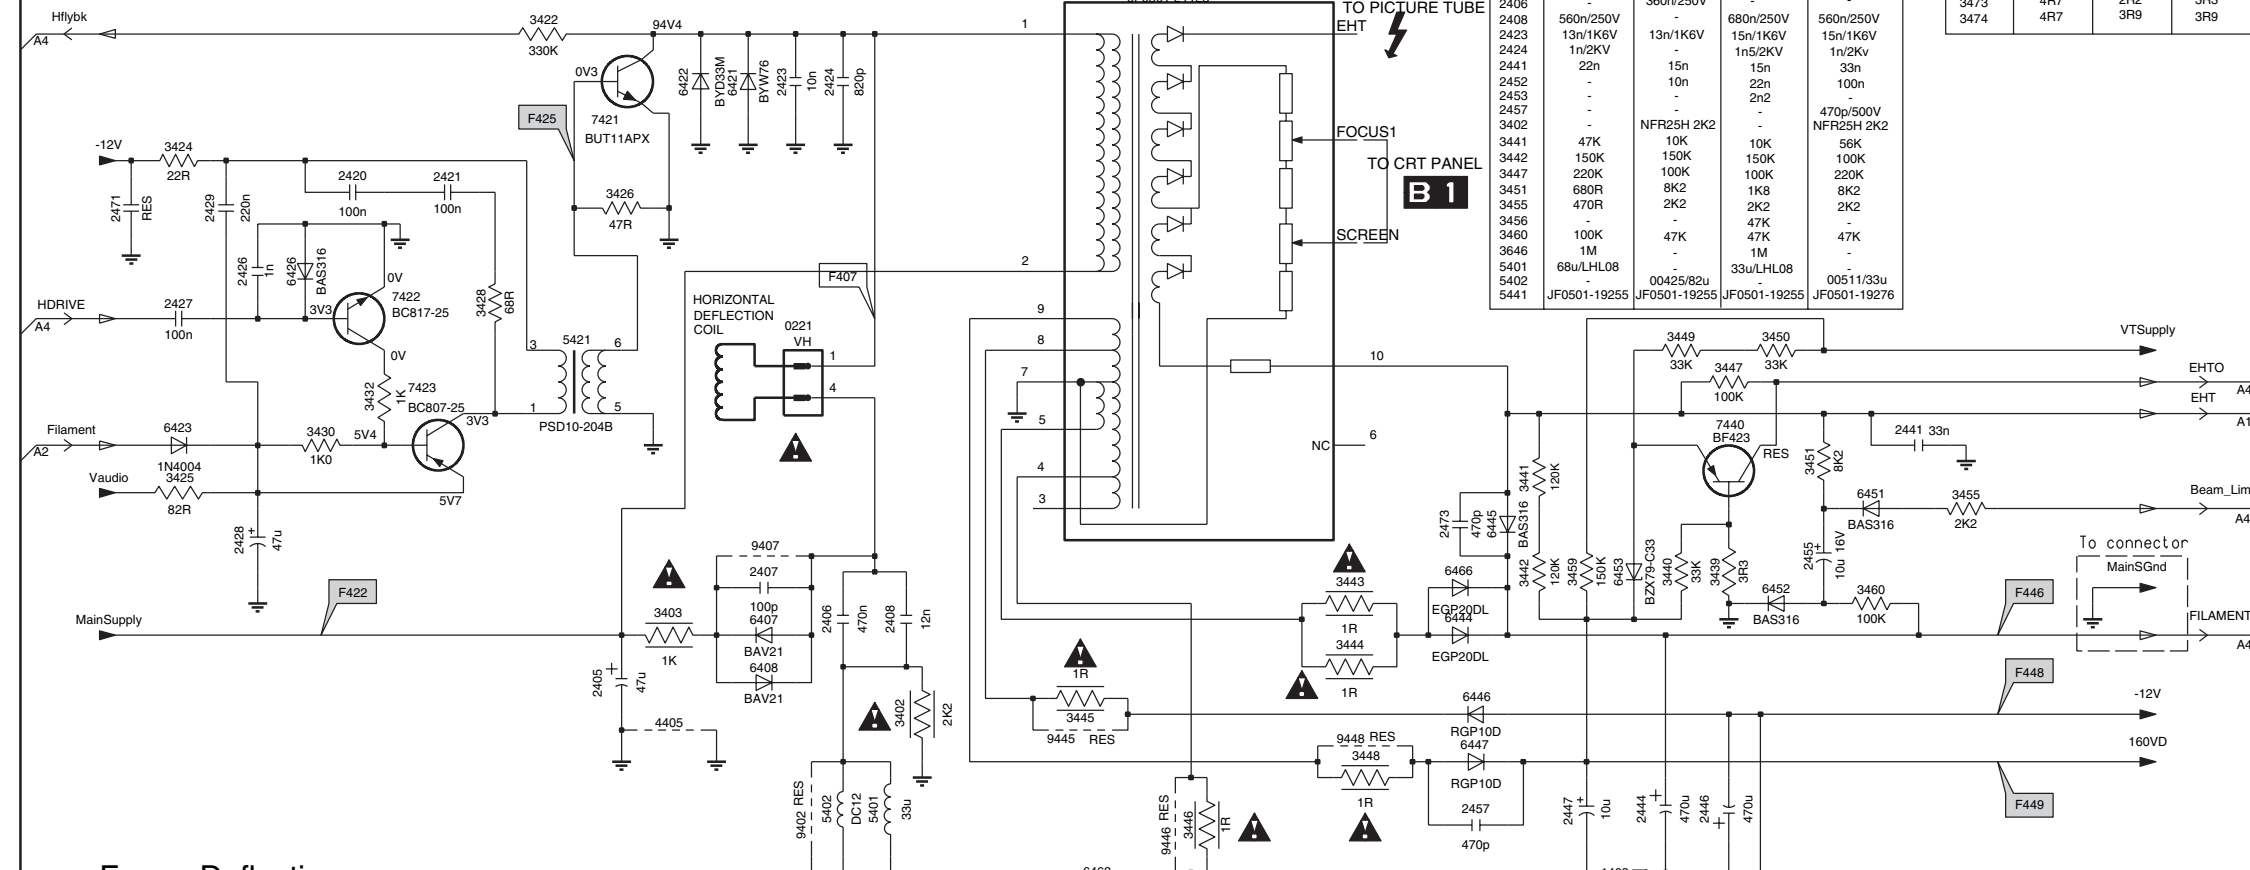 TO PICTURE TUBE
EHT
Hflybk
A4
3422
330K
94V4
1
0V3
7421
BUT11APX
6422
BYD33M
6421
BYW76
2423
10n
2424
820p
F425
-12V
3424
22R
2471
RES
2429
220n
2420
100n
2421
100n
3426
47R
FOCUS1
TO CRT PANEL
B 1
SCREEN
2426
1n
6426
BAS316
0V
7422
BC817-25
3V3
HDRIVE
A4
2427
100n
3428
68R
0V
3432
1K
7423
BC807-25
3V3
5421
PSD10-204B
3
6
1
5
2
F407
HORIZONTAL
DEFLECTION
COIL
0221
VH
1
4
9
8
7
5
4
3
10
NC
6
Filament
A2
6423
1N4004
3430
1K0
5V4
Vaudio
3425
82R
5V7
2428
+
47u
MainSupply
F422
3403
1K
9407
2407
100p
6407
BAV21
6408
BAV21
2405
+
47u
4405
2406
470n
2408
12n
3402
2K2
9402 RES
5402
DC12
5401
33u
2406 - 360n/250V - -
2408 560n/250V - 680n/250V 560n/250V
2423 13n/1K6V 13n/1K6V 15n/1K6V 15n/1K6V
2424 1n/2KV - 1n5/2KV 1n/2Kv
2441 22n 15n 15n 33n
2452 - 10n 22n 100n
2453 - - 2n2 -
2457 - - - 470p/500V
3402 - NFR25H 2K2 - NFR25H 2K2
3441 47K 10K 10K 56K
3442 150K 150K 150K 100K
3447 220K 100K 100K 220K
3451 680R 8K2 1K8 8K2
3455 470R 2K2 2K2 2K2
3456 - - 47K -
3460 100K 47K 47K 47K
3646 1M - 1M -
5401 68u/LHL08 - 33u/LHL08 -
5402 - 00425/82u - 00511/33u
5441 JF0501-19255 JF0501-19255 JF0501-19255 JF0501-19276
3473 4R7 2R2 3R3
3474 4R7 3R9 3R9
3449
33K
3450
33K
VTSupply
3447
100K
EHTO
A4
EHT
A1
7440
BF423
RES
2441 33n
3451
8K2
6451
BAS316
3455
2K2
Beam_Lim
A4
2473
470p
6445
BAS316
3441
120K
3442
120K
3459
150K
6453
BZX79-C33
3440
33K
3439
3R3
2455
+
10u 16V
6452
BAS316
3460
100K
To connector
MainSGnd
FILAMENT
A4
F446
3443
1R
3444
1R
6466
EGP20DL
6444
EGP20DL
1R
3445
9445 RES
6446
RGP10D
F448
-12V
9448 RES
3448
1R
6447
RGP10D
2457
470p
160VD
F449
9446 RES
3446
1R
2447
+
10u
2444
+
470u
2446
+
470u